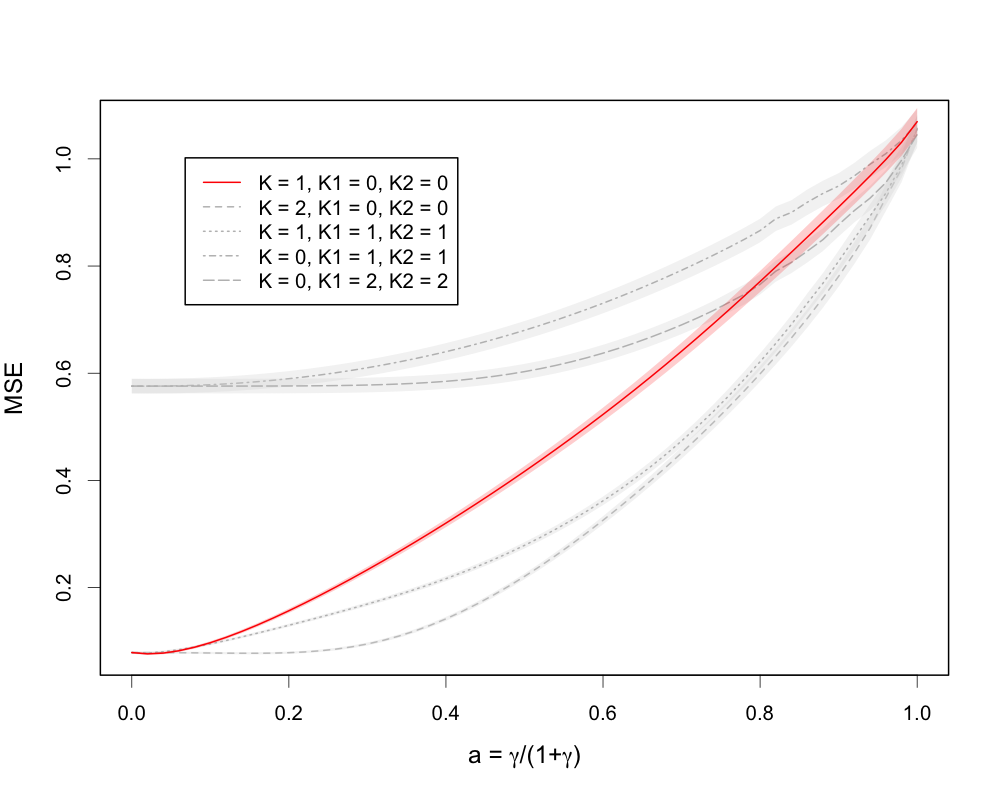 K = 1, K1 = 0, K2 = 0
K = 2, K1 = 0, K2 = 0
K = 1, K1 = 1, K2 = 1
K = 0, K1 = 1, K2 = 1
K = 0, K1 = 2, K2 = 2
MSE
1.0
0.8
0.6
0.4
0.2
0.0 0.2 0.4 0.6 0.8 1.0
a = γ/(1+γ)